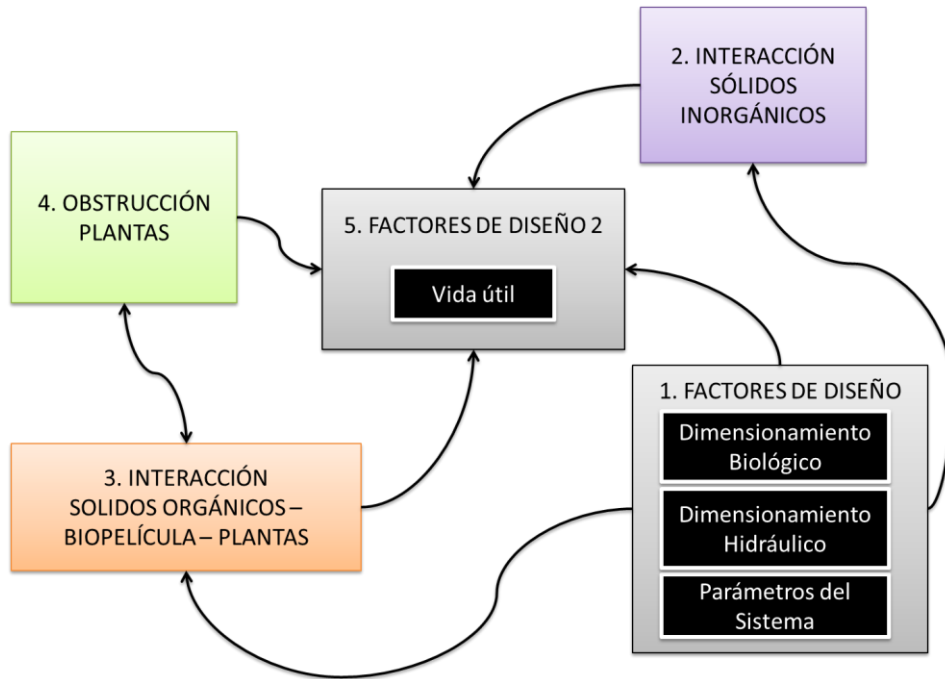 2. INTERACCIÓN
SÓLIDOS
INORGÁNICOS
4. OBSTRUCCIÓN
PLANTAS
5. FACTORES DE DISEÑO 2
Vida útil
1. FACTORES DE DISEÑO
Dimensionamiento
Biológico
Dimensionamiento
Hidráulico
Parámetros del
Sistema
3. INTERACCIÓN
SOLIDOS ORGÁNICOS –
BIOPELÍCULA – PLANTAS